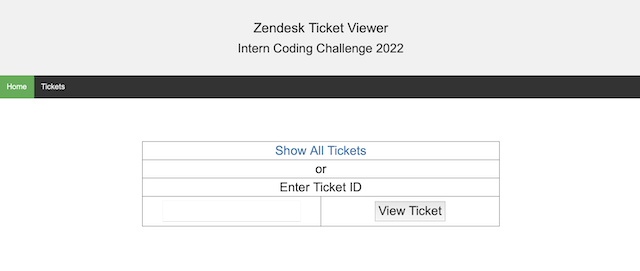 Zendesk Ticket Viewer
Intern Coding Challenge 2022
Home Tickets
Show All Tickets
or
Enter Ticket ID
View Ticket